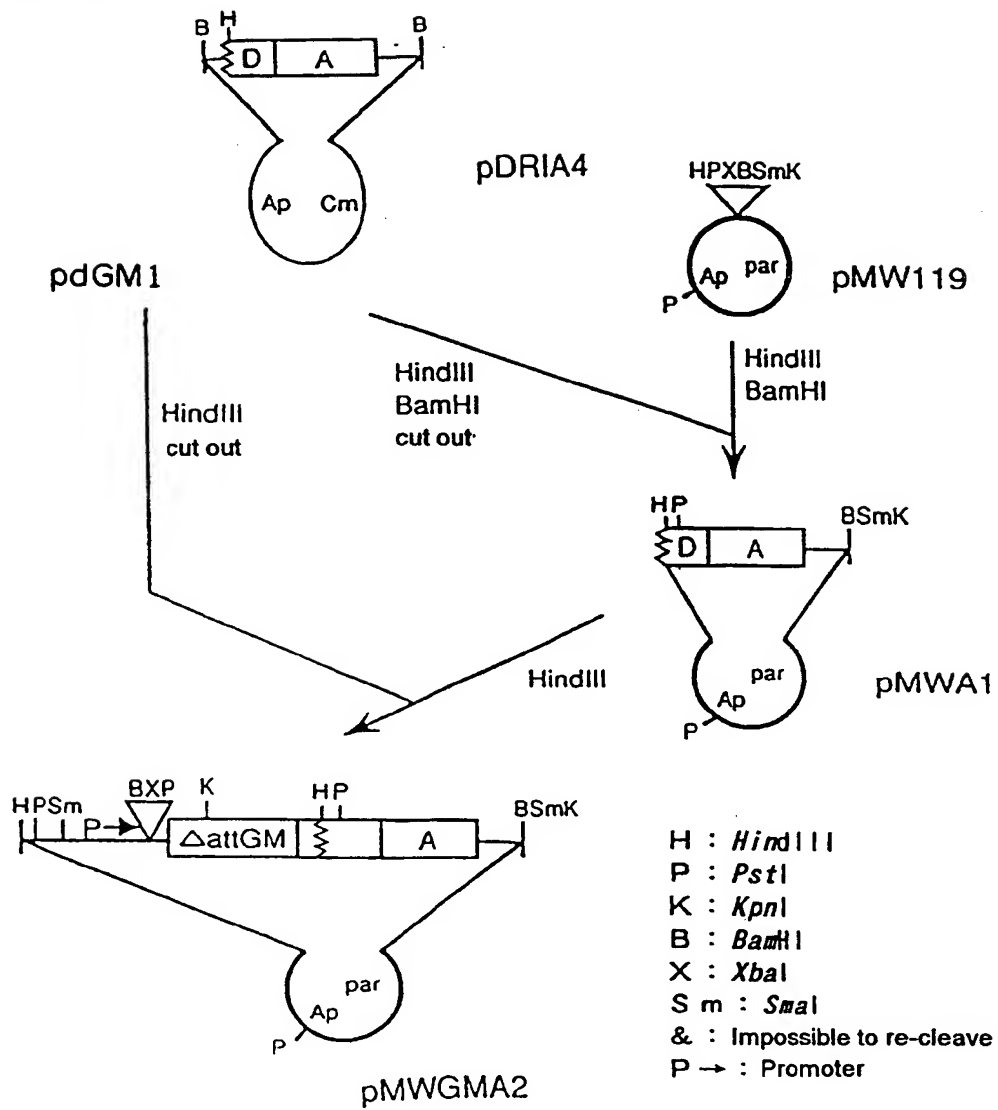 B H B
D A
Ap Cm
pDRIA4
HPXBSmK
Ap par
P
pMW119
pdGM1
HindIII
cut out
HindIII
BamHI
cut out
HindIII
BamHI
HP BSmK
D A
par
Ap
P
pMWA1
HindIII
HPSm P→ BXP K HP BSmK
ΔattGM A
par
Ap
P
pMWGMA2
H : HindIII
P : PstI
K : KpnI
B : BamHI
X : XbaI
Sm : SmaI
& : Impossible to re-cleave
P → : Promoter